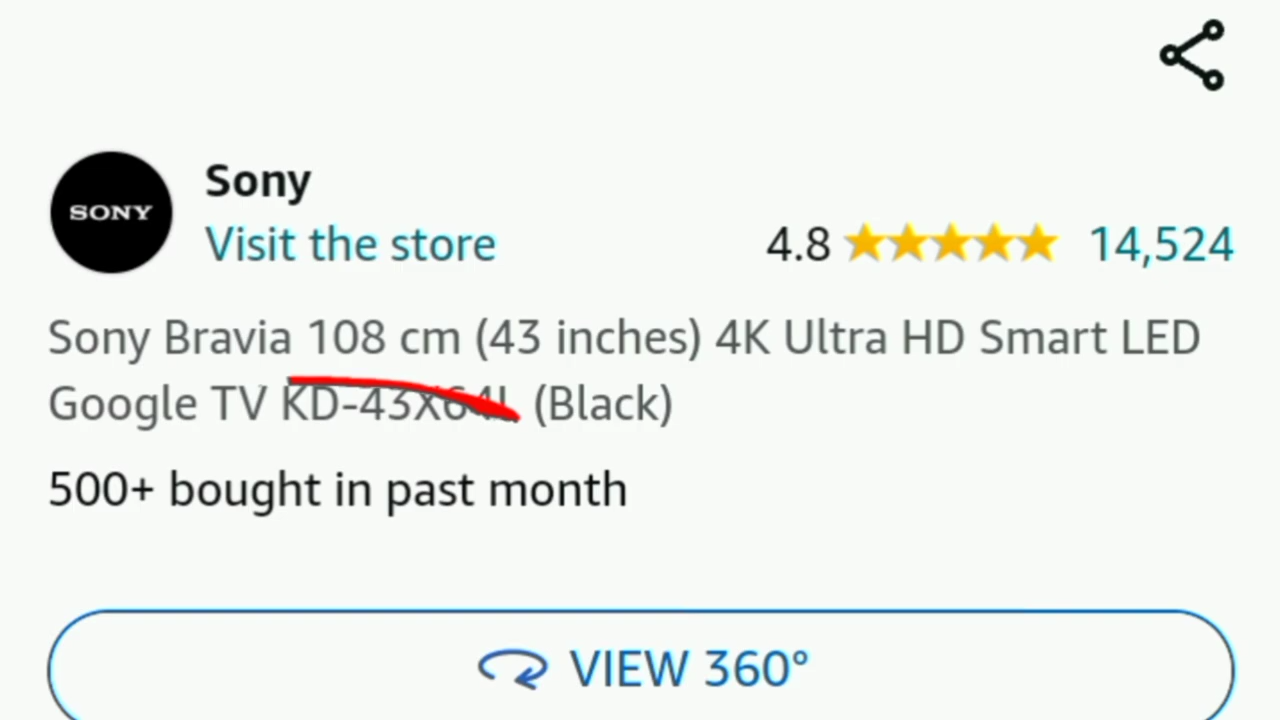 SONY
Sony
Visit the store
4.8 14,524
Sony Bravia 108 cm (43 inches) 4K Ultra HD Smart LED
Google TV KD-43X64L (Black)
500+ bought in past month
VIEW 360°